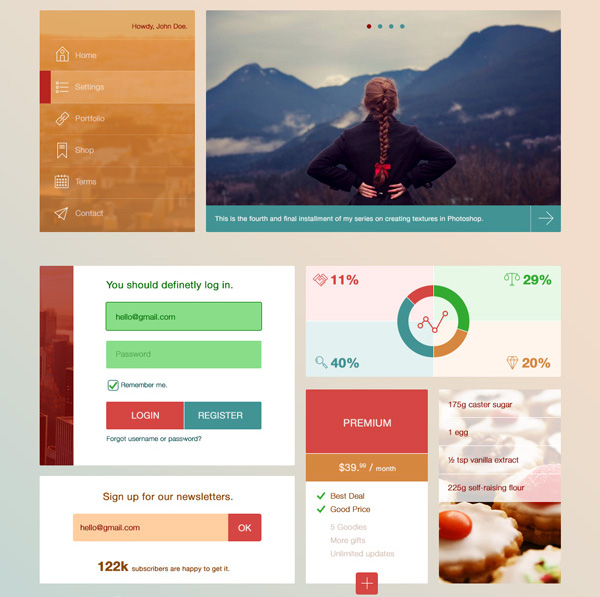 Howdy, John Doe.
Home
Settings
Portfolio
Shop
Terms
Contact
This is the fourth and final installment of my series on creating textures in Photoshop.
You should definetly log in.
hello@gmail.com
Password
Remember me.
LOGIN
REGISTER
Forgot username or password?
Sign up for our newsletters.
hello@gmail.com
OK
122k subscribers are happy to get it.
11%
29%
40%
20%
PREMIUM
$39.99 / month
Best Deal
Good Price
5 Goodies
More gifts
Unlimited updates
175g caster sugar
1 egg
½ tsp vanilla extract
225g self-raising flour